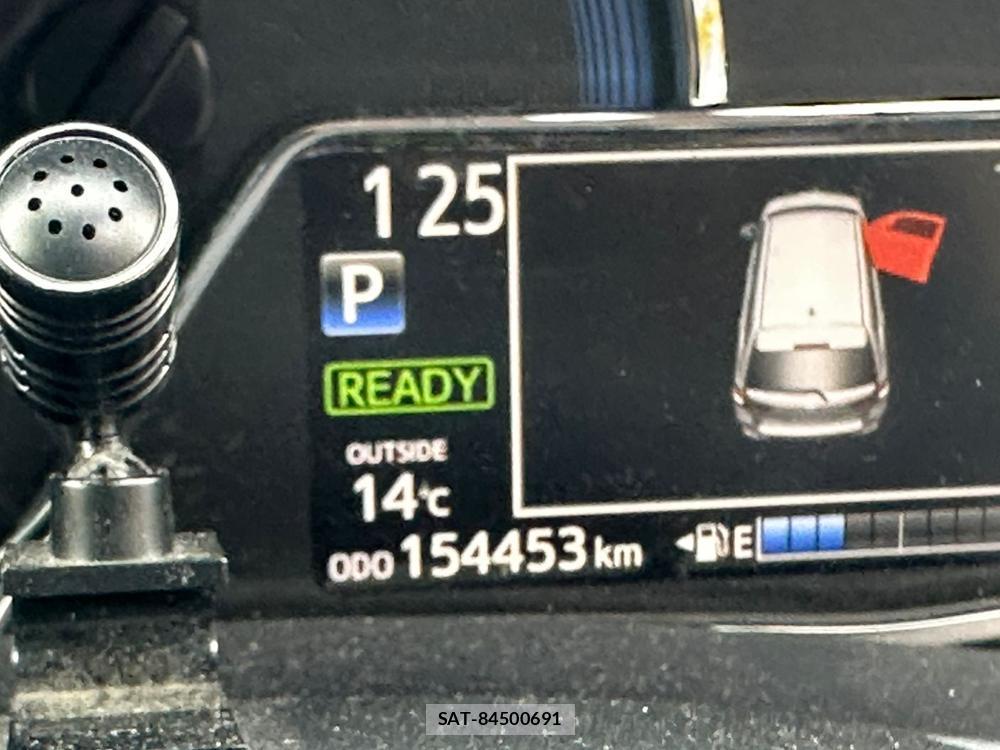 1 25
P
READY
OUTSIDE
14°C
ODO 154453 km
E
SAT-84500691